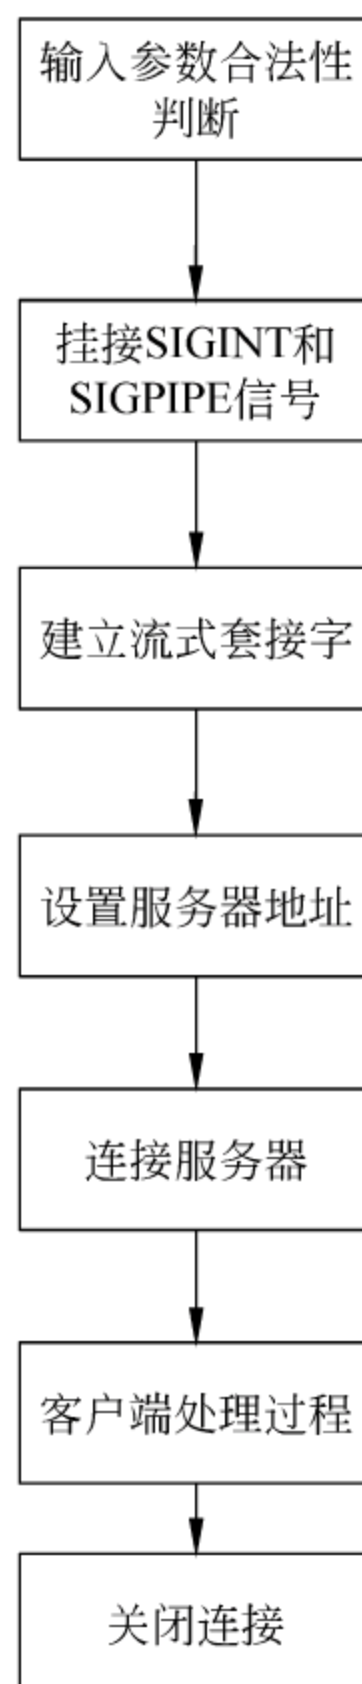 输入参数合法性
判断
挂接SIGINT和
SIGPIPE信号
建立流式套接字
设置服务器地址
连接服务器
客户端处理过程
关闭连接